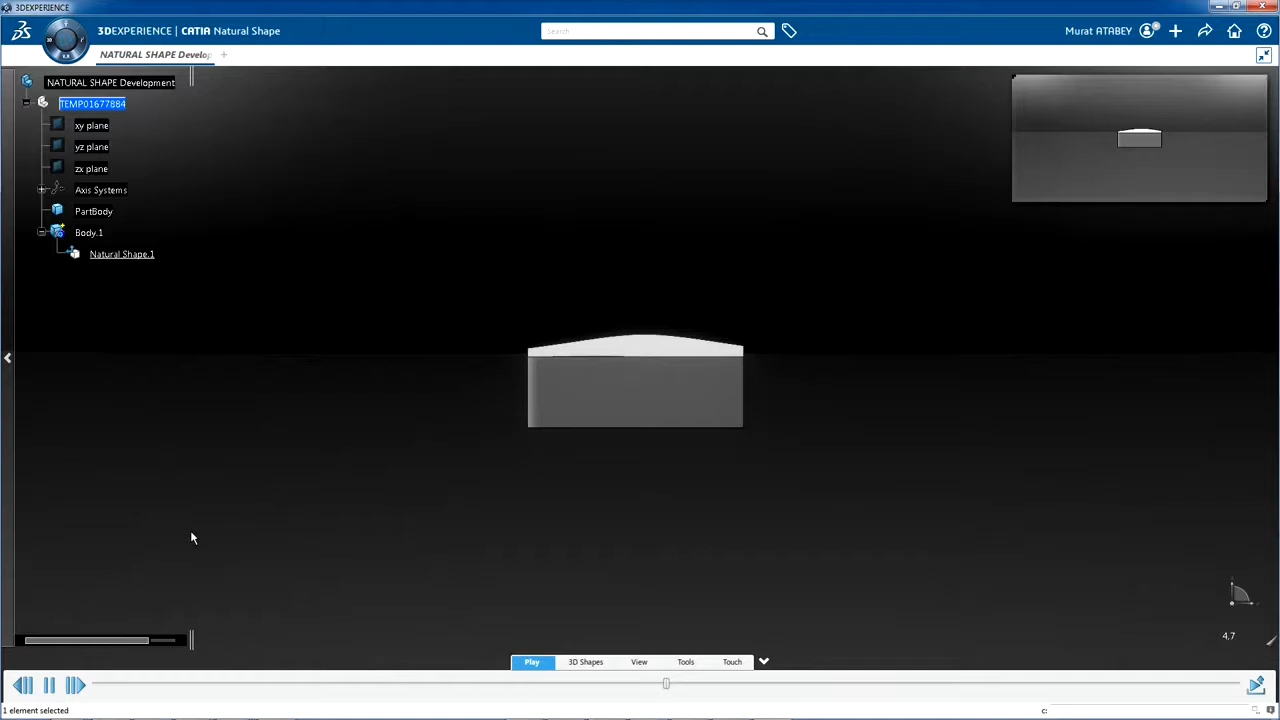 3DEXPERIENCE
3DEXPERIENCE | CATIA Natural Shape
Search
Murat ATABEY
NATURAL SHAPE Develop
NATURAL SHAPE Development
TEMP01677884
xy plane
yz plane
zx plane
Axis Systems
PartBody
Body.1
Natural Shape.1
4.7
Play
3D Shapes
View
Tools
Touch
1 element selected
c: